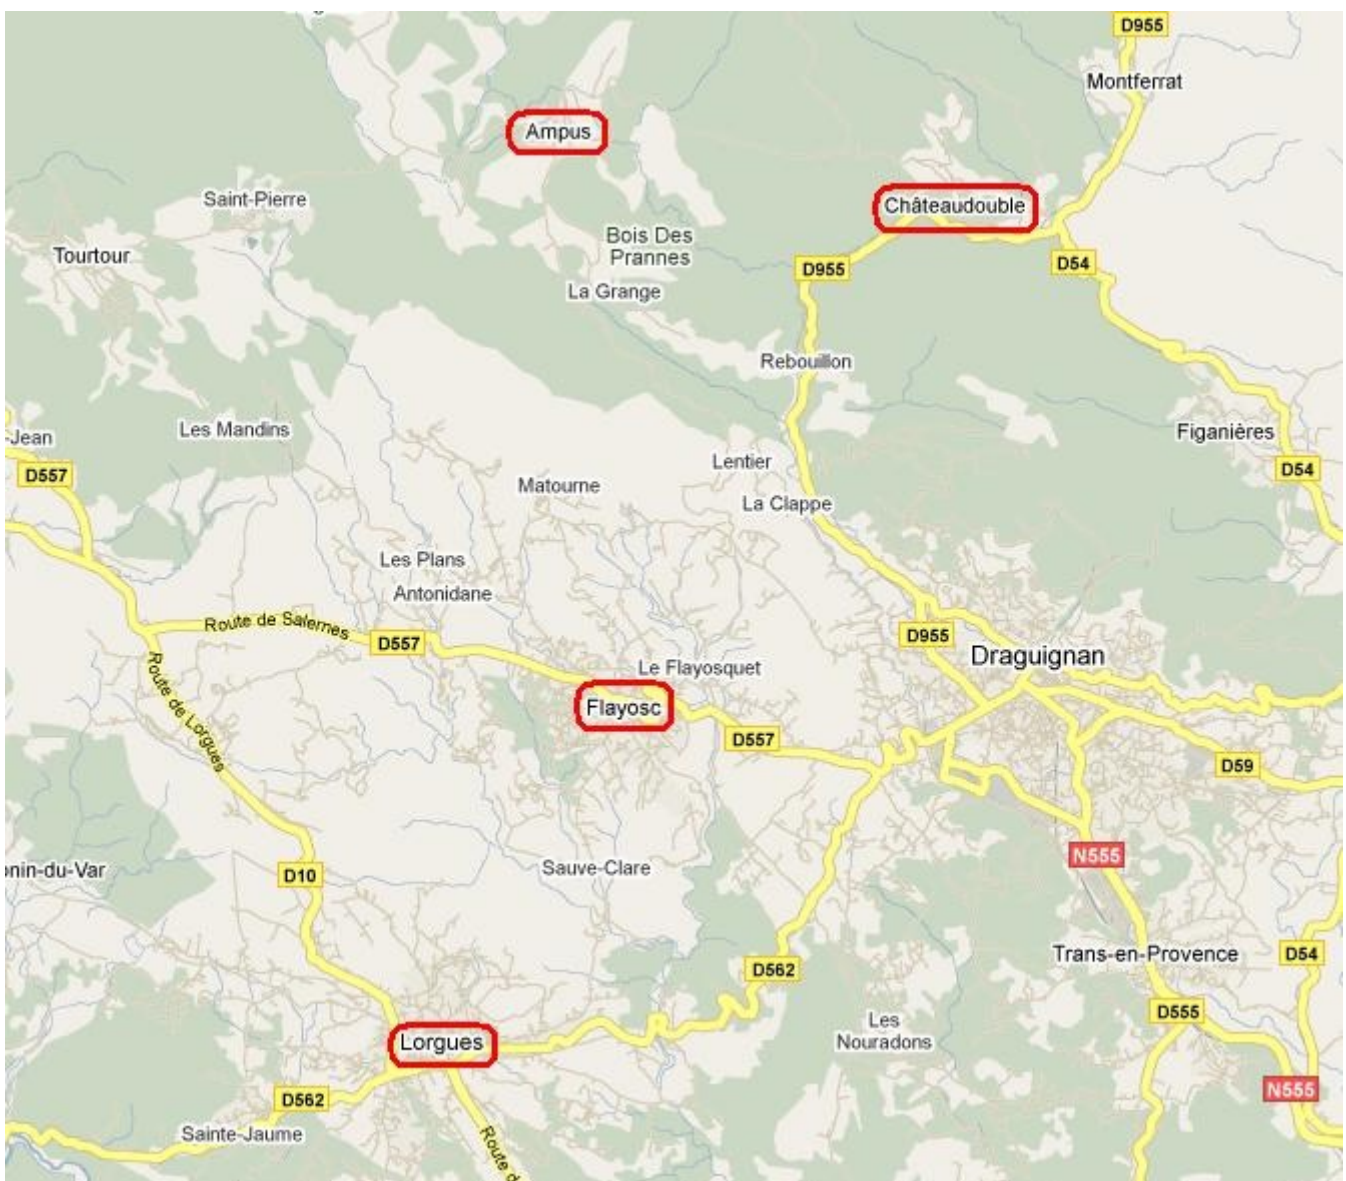 D955
Montferrat
Ampus
Saint-Pierre
Châteaudouble
Tourtour
Bois Des
Prannes
D955
D54
La Grange
Rebouillon
-Jean
Les Mandins
Figanières
D557
Lentier
D54
Matourne
La Clappe
Les Plans
Antonidane
Route de Salernes
D557
D955
Draguignan
Le Flayosquet
Route de Lorgues
Flayosc
D557
D59
N555
onin-du-Var
D10
Sauve-Clare
Trans-en-Provence
D54
D562
D555
Les
Nouradons
Lorgues
N555
D562
Sainte-Jaume
Route d